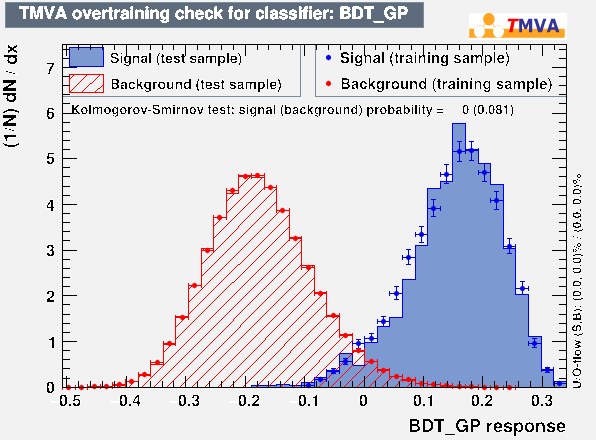 TMVA overtraining check for classifier: BDT_GP
TMVA
Signal (test sample)
Signal (training sample)
Background (test sample)
Background (training sample)
Kolmogorov-Smirnov test: signal (background) probability = 0 (0.081)
(1/N) dN / dx
7
6
5
4
3
2
1
0
-0.5 -0.4 -0.3 -0.2 -0.1 0 0.1 0.2 0.3
BDT_GP response
U/O-flow (S,B): (0.0, 0.0)% / (0.0, 0.0)%